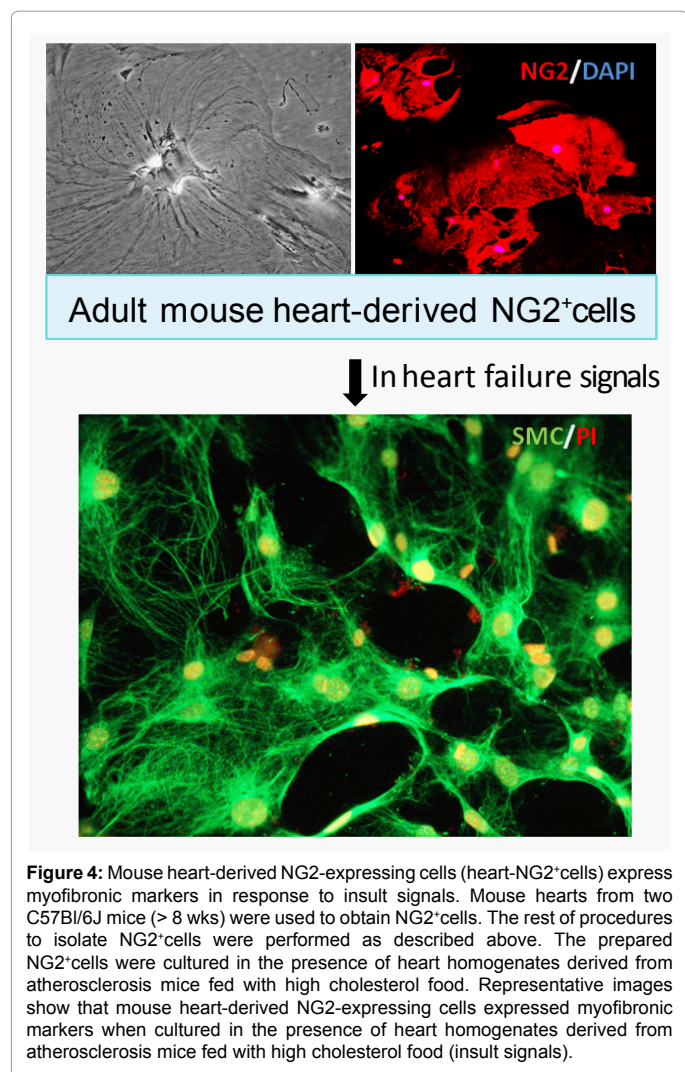 NG2/DAPI
Adult mouse heart-derived NG2⁺cells
In heart failure signals
SMC/PI
Figure 4: Mouse heart-derived NG2-expressing cells (heart-NG2⁺cells) express
myofibronic markers in response to insult signals. Mouse hearts from two
C57Bl/6J mice (> 8 wks) were used to obtain NG2⁺cells. The rest of procedures
to isolate NG2⁺cells were performed as described above. The prepared
NG2⁺cells were cultured in the presence of heart homogenates derived from
atherosclerosis mice fed with high cholesterol food. Representative images
show that mouse heart-derived NG2-expressing cells expressed myofibronic
markers when cultured in the presence of heart homogenates derived from
atherosclerosis mice fed with high cholesterol food (insult signals).